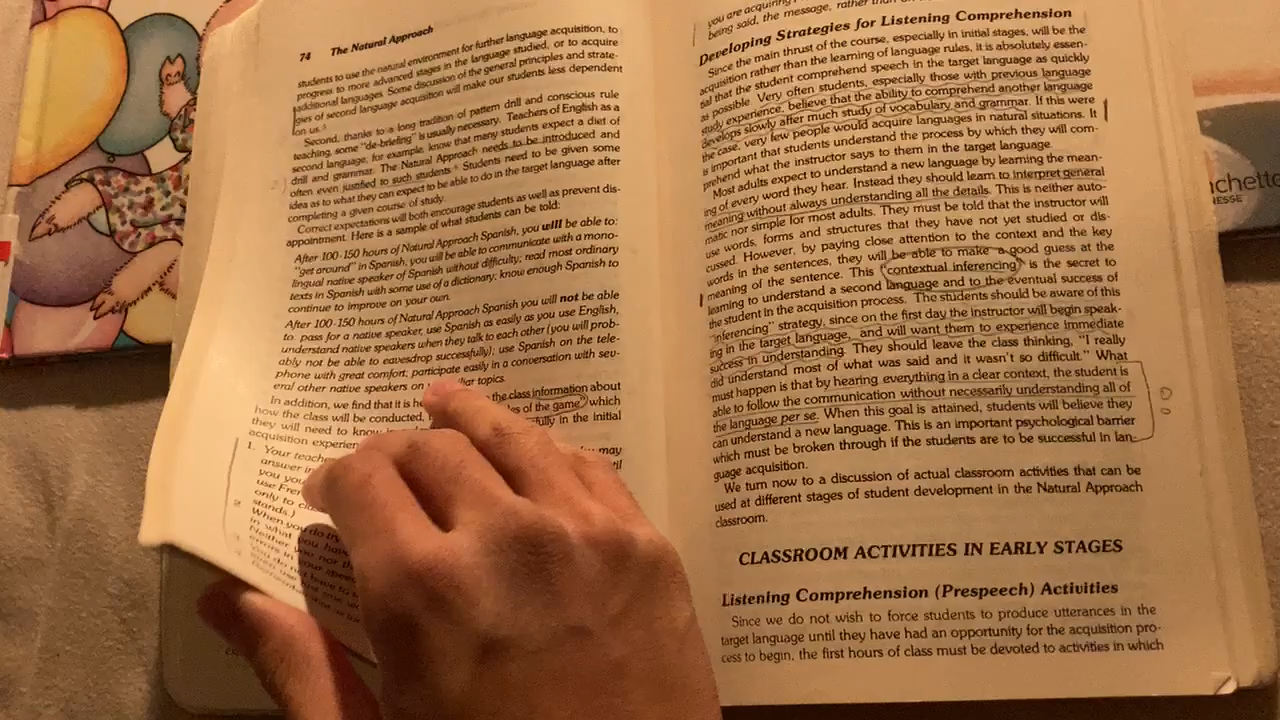 74 The Natural Approach
students to use the natural environment for further language acquisition, to
progress to more advanced stages in the language studied, or to acquire
additional languages. Some discussion of the general principles and strate-
gies of second language acquisition will make our students less dependent
on us.
Second, thanks to a long tradition of pattern drill and conscious rule
teaching, some "de-briefing" is usually necessary. Teachers of English as a
second language, for example, know that many students expect a diet of
drill and grammar. The Natural Approach needs to be introduced and
often even justified to such students Students need to be given some
idea as to what they can expect to be able to do in the target language after
completing a given course of study.
Correct expectations will both encourage students as well as prevent dis-
appointment. Here is a sample of what students can be told:
After 100-150 hours of Natural Approach Spanish, you will be able to:
"get around" in Spanish; you will be able to communicate with a mono-
lingual native speaker of Spanish without difficulty; read most ordinary
texts in Spanish with some use of a dictionary; know enough Spanish to
continue to improve on your own.
After 100-150 hours of Natural Approach Spanish you will not be able
to: pass for a native speaker, use Spanish as easily as you use English,
understand native speakers when they talk to each other (you will prob-
ably not be able to eavesdrop successfully); use Spanish on the tele-
phone with great comfort; participate easily in a conversation with sev-
eral other native speakers on topics.
In addition, we find that it is the class information about
how the class will be conducted, of the game" which
they will need to know in the initial
acquisition
1. Your may
answer in
you
use
only to
stands.)
2. When you do try
in what you have
Neither you nor
errors in your
you are acquiring
being said, the message, rather than
Developing Strategies for Listening Comprehension
Since the main thrust of the course, especially in initial stages, will be the
acquisition rather than the learning of language rules, it is absolutely essen-
tial that the student comprehend speech in the target language as quickly
as possible. Very often students, especially those with previous language
study experience, believe that the ability to comprehend another language
develops slowly after much study of vocabulary and grammar. If this were
the case, very few people would acquire languages in natural situations. It
is important that students understand the process by which they will com-
prehend what the instructor says to them in the target language.
Most adults expect to understand a new language by learning the mean-
ing of every word they hear. Instead they should learn to interpret general
meaning without always understanding all the details. This is neither auto-
matic nor simple for most adults. They must be told that the instructor will
use words, forms and structures that they have not yet studied or dis-
cussed. However, by paying close attention to the context and the key
words in the sentences, they will be able to make a good guess at the
meaning of the sentence. This "contextual inferencing" is the secret to
learning to understand a second language and to the eventual success of
the student in the acquisition process. The students should be aware of this
"inferencing" strategy, since on the first day the instructor will begin speak-
ing in the target language, and will want them to experience immediate
success in understanding. They should leave the class thinking, "I really
did understand most of what was said and it wasn't so difficult." What
must happen is that by hearing everything in a clear context, the student is
able to follow the communication without necessarily understanding all of
the language per se. When this goal is attained, students will believe they
can understand a new language. This is an important psychological barrier
which must be broken through if the students are to be successful in lan-
guage acquisition.
We turn now to a discussion of actual classroom activities that can be
used at different stages of student development in the Natural Approach
classroom.
CLASSROOM ACTIVITIES IN EARLY STAGES
Listening Comprehension (Prespeech) Activities
Since we do not wish to force students to produce utterances in the
target language until they have had an opportunity for the acquisition pro-
cess to begin, the first hours of class must be devoted to activities in which